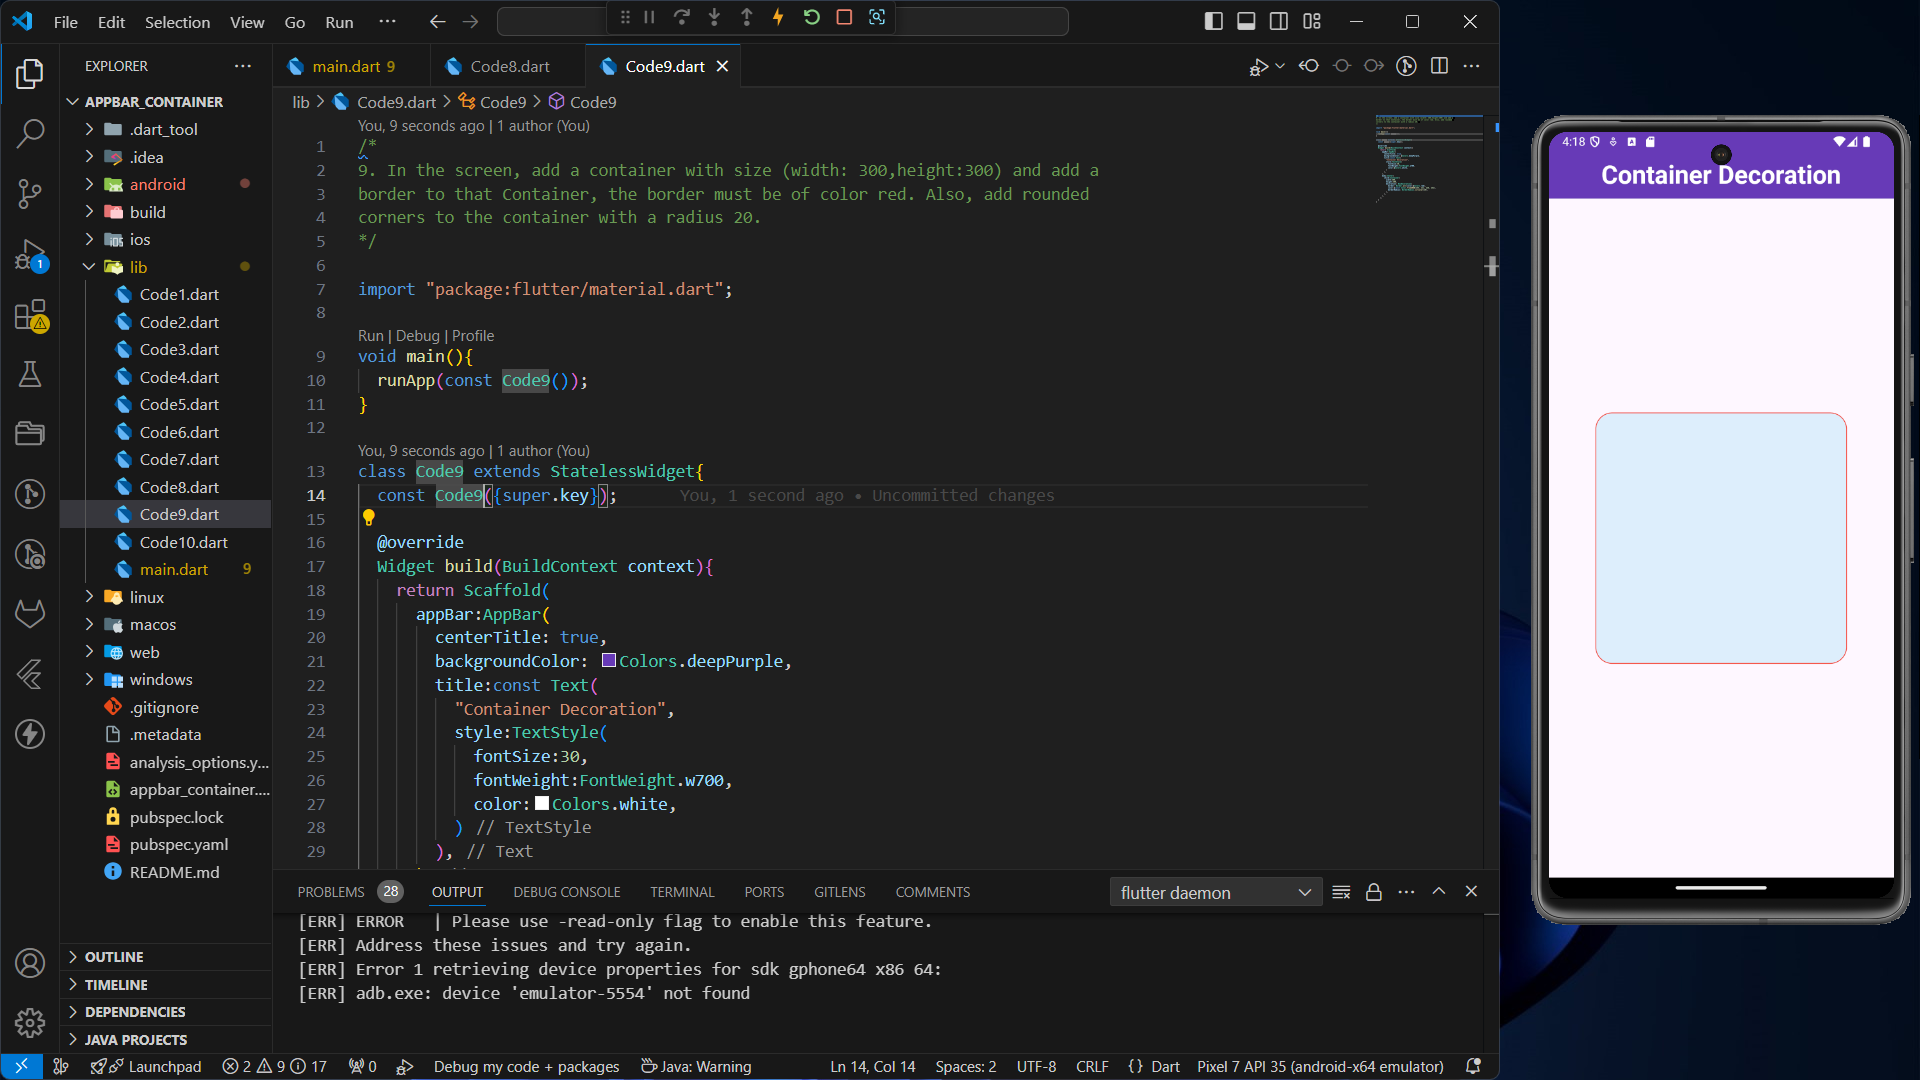 File Edit Selection View Go Run ···
EXPLORER
APPBAR_CONTAINER
.dart_tool
.idea
android
build
ios
lib
Code1.dart
Code2.dart
Code3.dart
Code4.dart
Code5.dart
Code6.dart
Code7.dart
Code8.dart
Code9.dart
Code10.dart
main.dart 9
linux
macos
web
windows
.gitignore
.metadata
analysis_options.y...
appbar_container....
pubspec.lock
pubspec.yaml
README.md
OUTLINE
TIMELINE
DEPENDENCIES
JAVA PROJECTS
1
main.dart 9 Code8.dart Code9.dart
lib > Code9.dart > Code9 > Code9
You, 9 seconds ago | 1 author (You)
1 /*
2 9. In the screen, add a container with size (width: 300,height:300) and add a
3 border to that Container, the border must be of color red. Also, add rounded
4 corners to the container with a radius 20.
5 */
6
7 import "package:flutter/material.dart";
8
Run | Debug | Profile
9 void main(){
10 runApp(const Code9());
11 }
12
You, 9 seconds ago | 1 author (You)
13 class Code9 extends StatelessWidget{
14 const Code9({super.key}); You, 1 second ago • Uncommitted changes
15
16 @override
17 Widget build(BuildContext context){
18 return Scaffold(
19 appBar:AppBar(
20 centerTitle: true,
21 backgroundColor: Colors.deepPurple,
22 title:const Text(
23 "Container Decoration",
24 style:TextStyle(
25 fontSize:30,
26 fontWeight:FontWeight.w700,
27 color:Colors.white,
28 ) // TextStyle
29 ), // Text
PROBLEMS 28 OUTPUT DEBUG CONSOLE TERMINAL PORTS GITLENS COMMENTS flutter daemon
[ERR] ERROR | Please use -read-only flag to enable this feature.
[ERR] Address these issues and try again.
[ERR] Error 1 retrieving device properties for sdk gphone64 x86 64:
[ERR] adb.exe: device 'emulator-5554' not found
Launchpad 2 9 17 0 Debug my code + packages Java: Warning Ln 14, Col 14 Spaces: 2 UTF-8 CRLF {} Dart Pixel 7 API 35 (android-x64 emulator)
4:18
Container Decoration